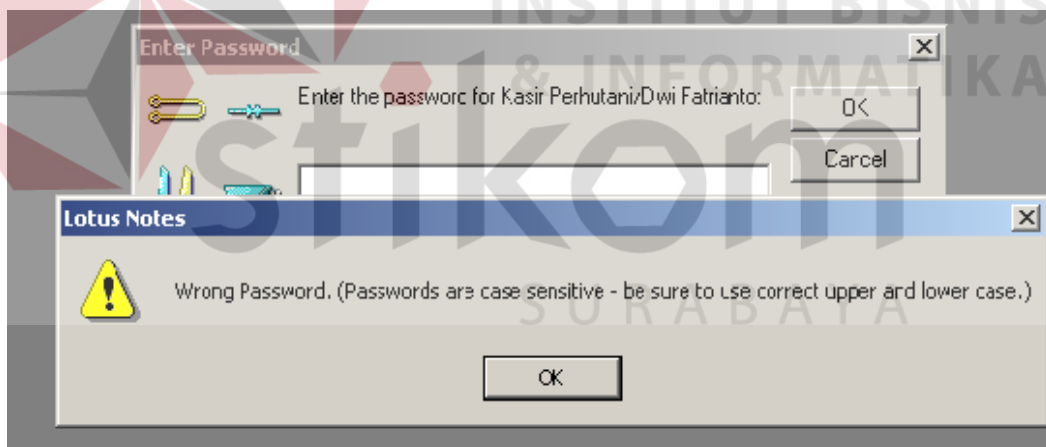 INSTITUT BISNIS
& INFORMATIKA
stikom
SURABAYA
Enter Password
Enter the password for Kasir Perhutani/Dwi Fatrianto:
OK
Cancel
Lotus Notes
Wrong Password. (Passwords are case sensitive - be sure to use correct upper and lower case.)
OK